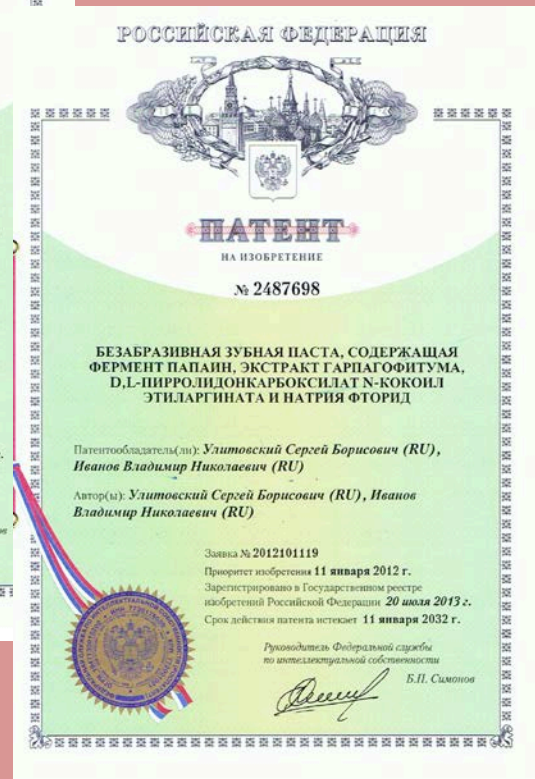 РОССИЙСКАЯ ФЕДЕРАЦИЯ
ПАТЕНТ
НА ИЗОБРЕТЕНИЕ
№ 2487698
БЕЗАБРАЗИВНАЯ ЗУБНАЯ ПАСТА, СОДЕРЖАЩАЯ
ФЕРМЕНТ ПАПАИН, ЭКСТРАКТ ГАРПАГОФИТУМА,
D,L-ПИРРОЛИДОНКАРБОКСИЛАТ N-КОКОИЛ
ЭТИЛАРГИНАТА И НАТРИЯ ФТОРИД
Патентообладатель(ли): Улитовский Сергей Борисович (RU),
Иванов Владимир Николаевич (RU)
Автор(ы): Улитовский Сергей Борисович (RU), Иванов
Владимир Николаевич (RU)
Заявка № 2012101119
Приоритет изобретения 11 января 2012 г.
Зарегистрировано в Государственном реестре
изобретений Российской Федерации 20 июля 2013 г.
Срок действия патента истекает 11 января 2032 г.
Руководитель Федеральной службы
по интеллектуальной собственности
Б.П. Симонов